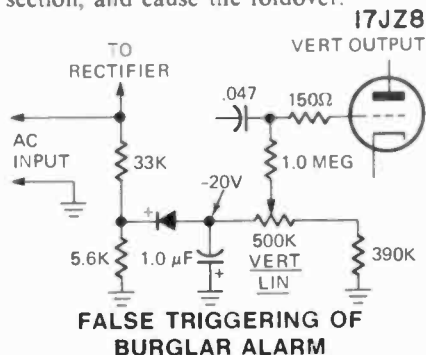 section, and cause the foldover.
17JZ8
VERT OUTPUT
TO
RECTIFIER
.047
150Ω
AC
INPUT
33K
1.0 MEG
-20V
+
5.6K
1.0 µF
+
500K
VERT
LIN
390K
FALSE TRIGGERING OF
BURGLAR ALARM